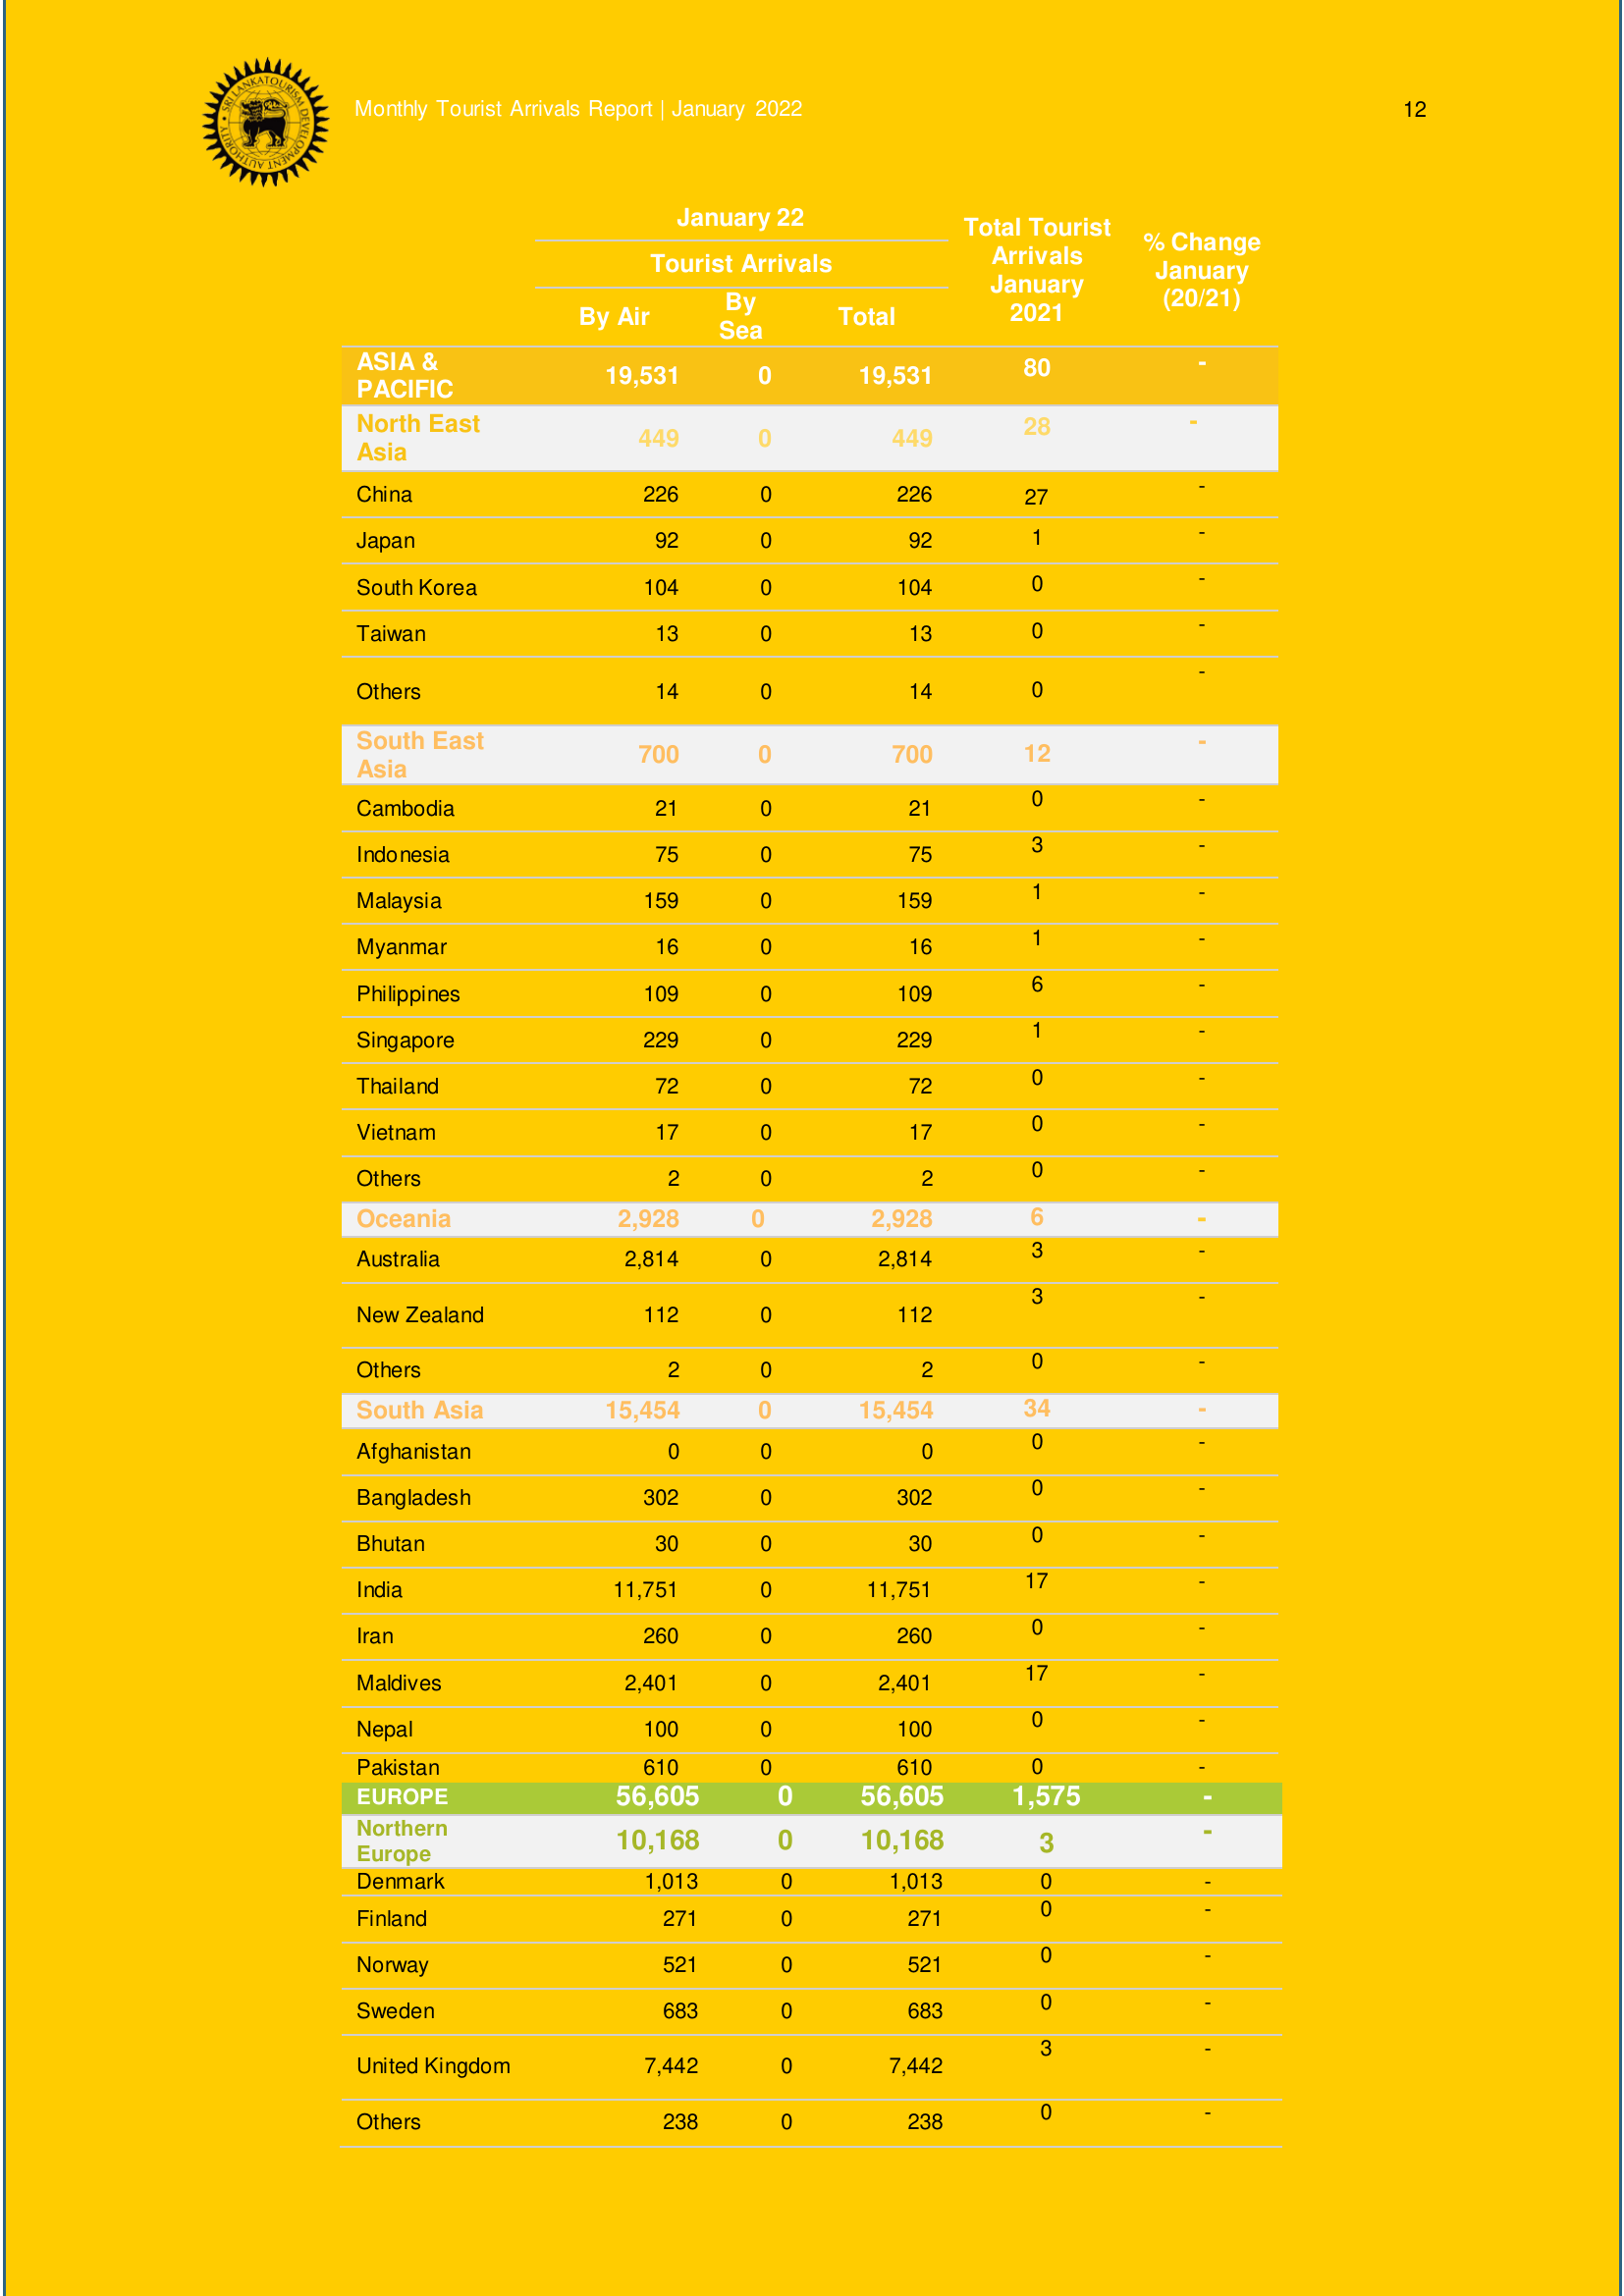 SRI LANKA TOURISM DEVELOPMENT AUTHORITY
Monthly Tourist Arrivals Report | January 2022
12
January 22
Total Tourist Arrivals January 2021
% Change January (20/21)
Tourist Arrivals
By Air By Sea Total
ASIA & PACIFIC 19,531 0 19,531 80 -
North East Asia 449 0 449 28 -
China 226 0 226 27 -
Japan 92 0 92 1 -
South Korea 104 0 104 0 -
Taiwan 13 0 13 0 -
Others 14 0 14 0 -
South East Asia 700 0 700 12 -
Cambodia 21 0 21 0 -
Indonesia 75 0 75 3 -
Malaysia 159 0 159 1 -
Myanmar 16 0 16 1 -
Philippines 109 0 109 6 -
Singapore 229 0 229 1 -
Thailand 72 0 72 0 -
Vietnam 17 0 17 0 -
Others 2 0 2 0 -
Oceania 2,928 0 2,928 6 -
Australia 2,814 0 2,814 3 -
New Zealand 112 0 112 3 -
Others 2 0 2 0 -
South Asia 15,454 0 15,454 34 -
Afghanistan 0 0 0 0 -
Bangladesh 302 0 302 0 -
Bhutan 30 0 30 0 -
India 11,751 0 11,751 17 -
Iran 260 0 260 0 -
Maldives 2,401 0 2,401 17 -
Nepal 100 0 100 0 -
Pakistan 610 0 610 0 -
EUROPE 56,605 0 56,605 1,575 -
Northern Europe 10,168 0 10,168 3 -
Denmark 1,013 0 1,013 0 -
Finland 271 0 271 0 -
Norway 521 0 521 0 -
Sweden 683 0 683 0 -
United Kingdom 7,442 0 7,442 3 -
Others 238 0 238 0 -